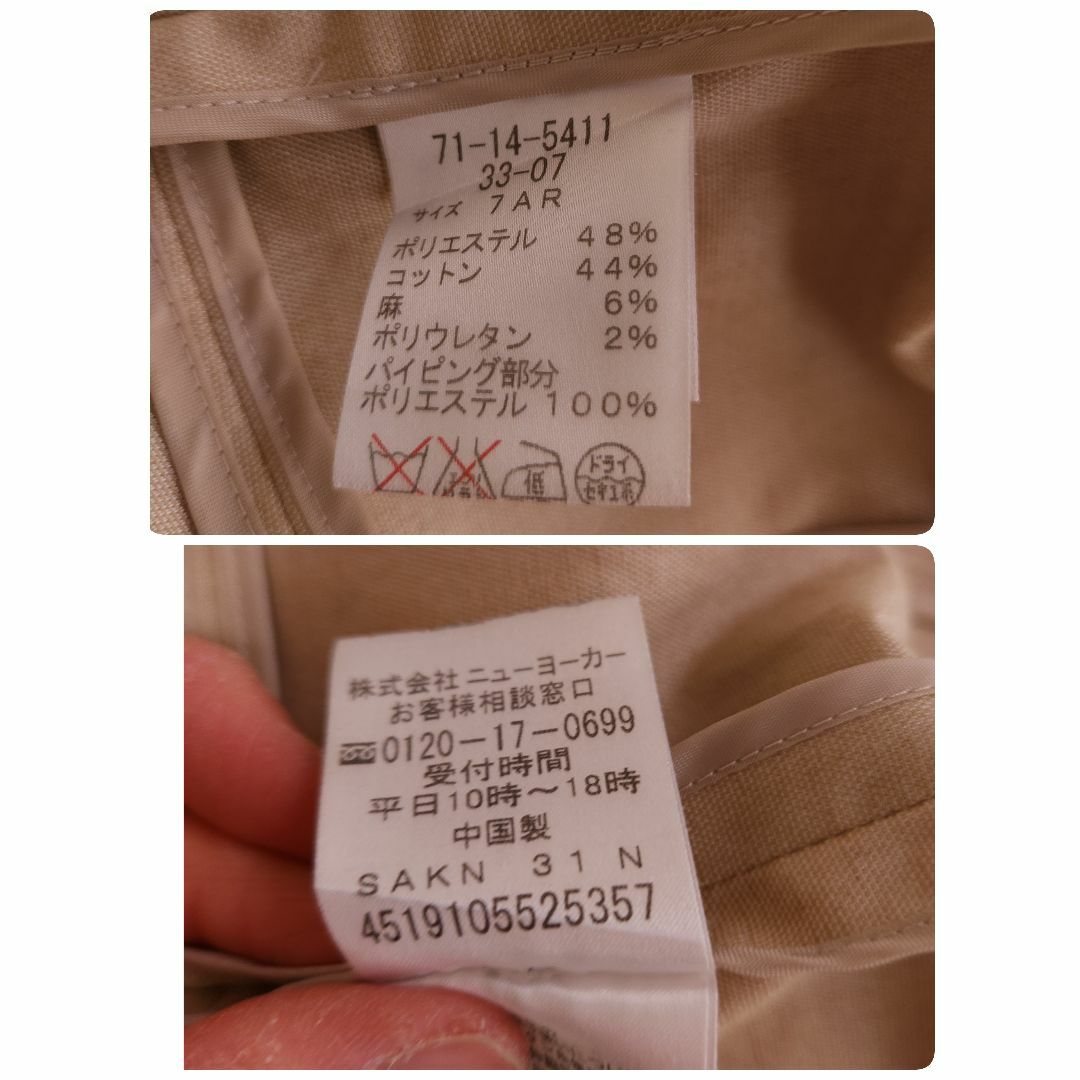 71-14-5411
33-07
サイズ 7AR
ポリエステル 48%
コットン 44%
麻 6%
ポリウレタン 2%
パイピング部分
ポリエステル 100%
低
ドライ
セキユ系
株式会社 ニューヨーカー
お客様相談窓口
0120-17-0699
受付時間
平日10時〜18時
中国製
SAKN 31 N
4519105525357